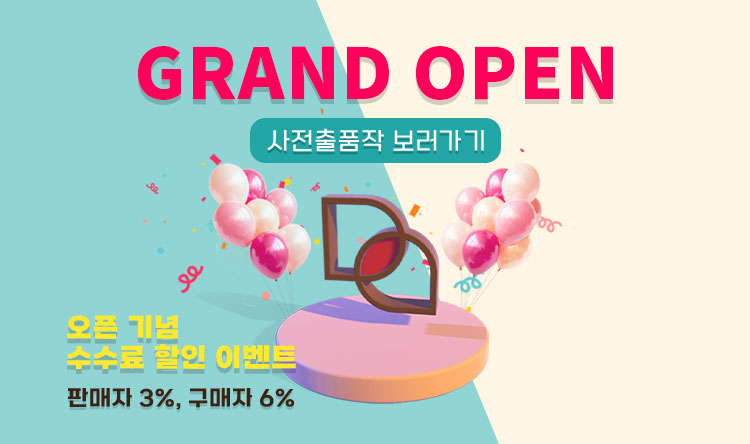 GRAND OPEN
사전출품작 보러가기
오픈 기념
수수료 할인 이벤트
판매자 3%, 구매자 6%